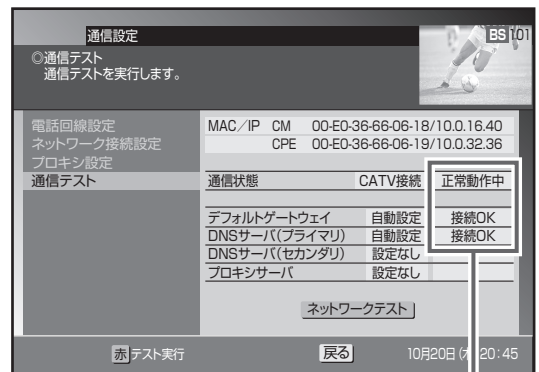 通信設定
BS 101
◎通信テスト
通信テストを実行します。
電話回線設定
ネットワーク接続設定
プロキシ設定
通信テスト
MAC／IP CM 00-E0-36-66-06-18/10.0.16.40
CPE 00-E0-36-66-06-19/10.0.32.36
通信状態 CATV接続 正常動作中
デフォルトゲートウェイ 自動設定 接続OK
DNSサーバ(プライマリ) 自動設定 接続OK
DNSサーバ(セカンダリ) 設定なし
プロキシサーバ 設定なし
ネットワークテスト
赤 テスト実行
戻る
10月20日(木)20:45